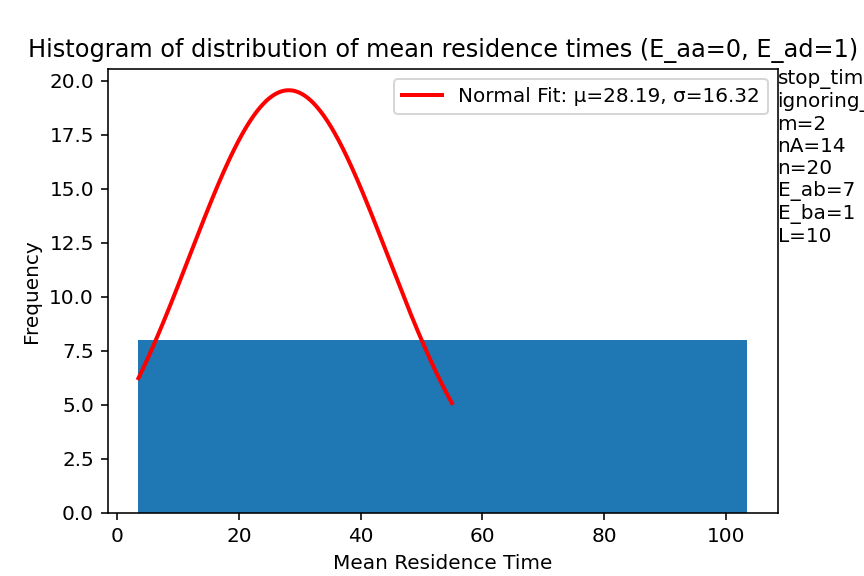 Histogram of distribution of mean residence times (E_aa=0, E_ad=1)
Normal Fit: μ=28.19, σ=16.32
stop_tim
ignoring_
m=2
nA=14
n=20
E_ab=7
E_ba=1
L=10
Frequency
20.0
17.5
15.0
12.5
10.0
7.5
5.0
2.5
0.0
0 20 40 60 80 100
Mean Residence Time